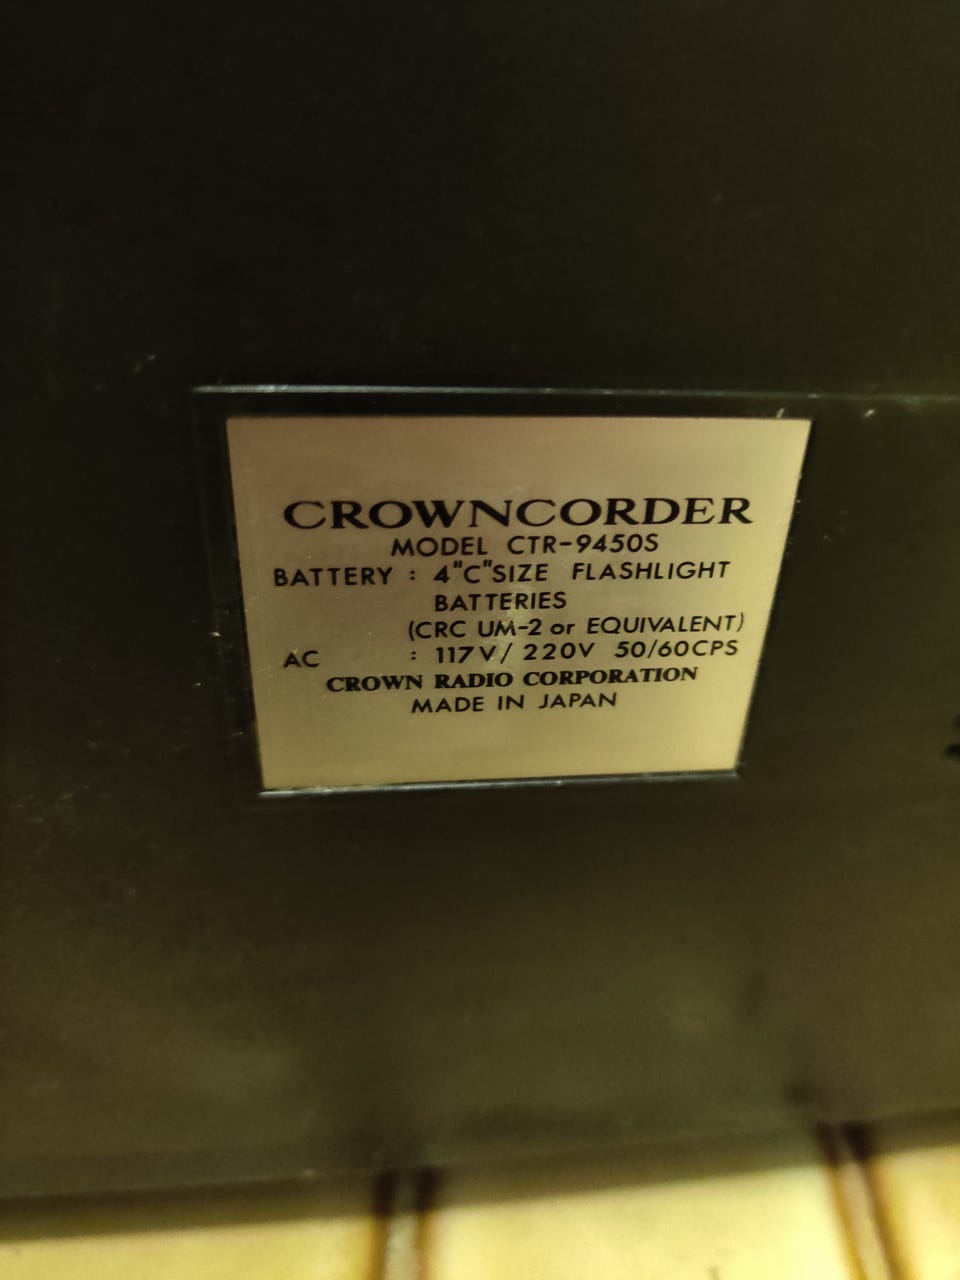 CROWNCORDER
MODEL CTR-9450S
BATTERY : 4"C"SIZE FLASHLIGHT
BATTERIES
(CRC UM-2 or EQUIVALENT)
AC : 117V/220V 50/60CPS
CROWN RADIO CORPORATION
MADE IN JAPAN